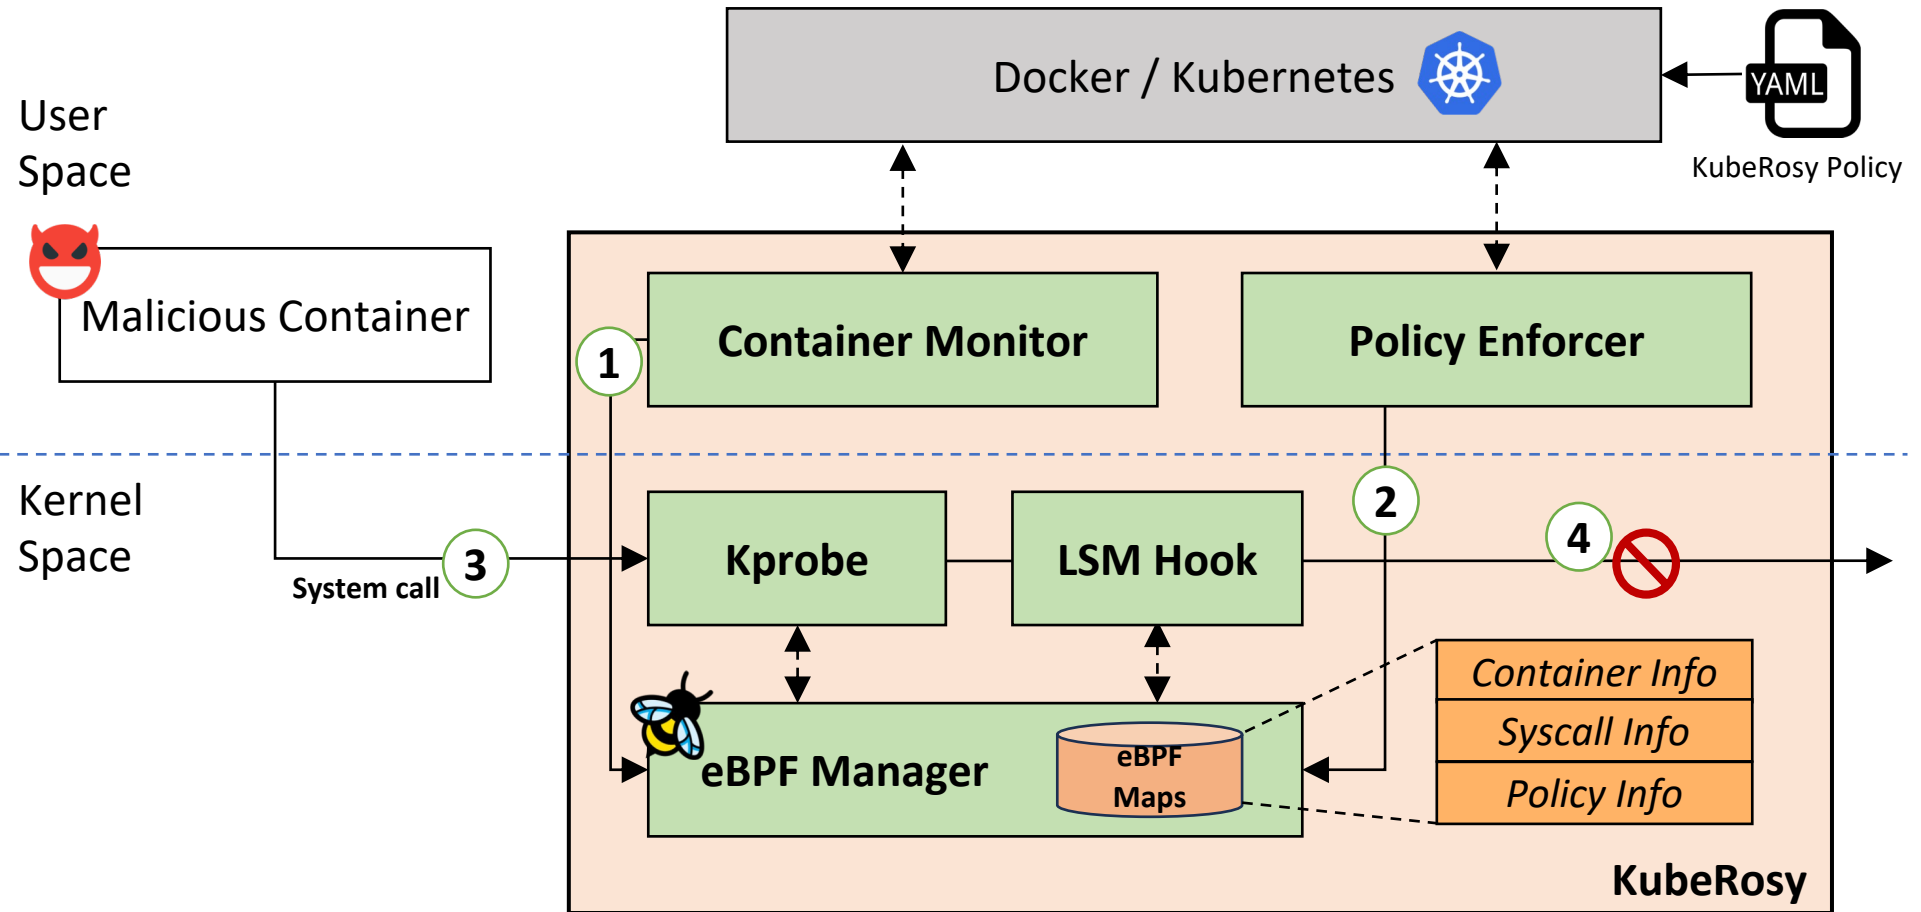 Docker / Kubernetes
YAML
KubeRosy Policy
User
Space
Malicious Container
1
Container Monitor
Policy Enforcer
Kernel
Space
System call
3
Kprobe
LSM Hook
2
4
eBPF Manager
eBPF
Maps
Container Info
Syscall Info
Policy Info
KubeRosy